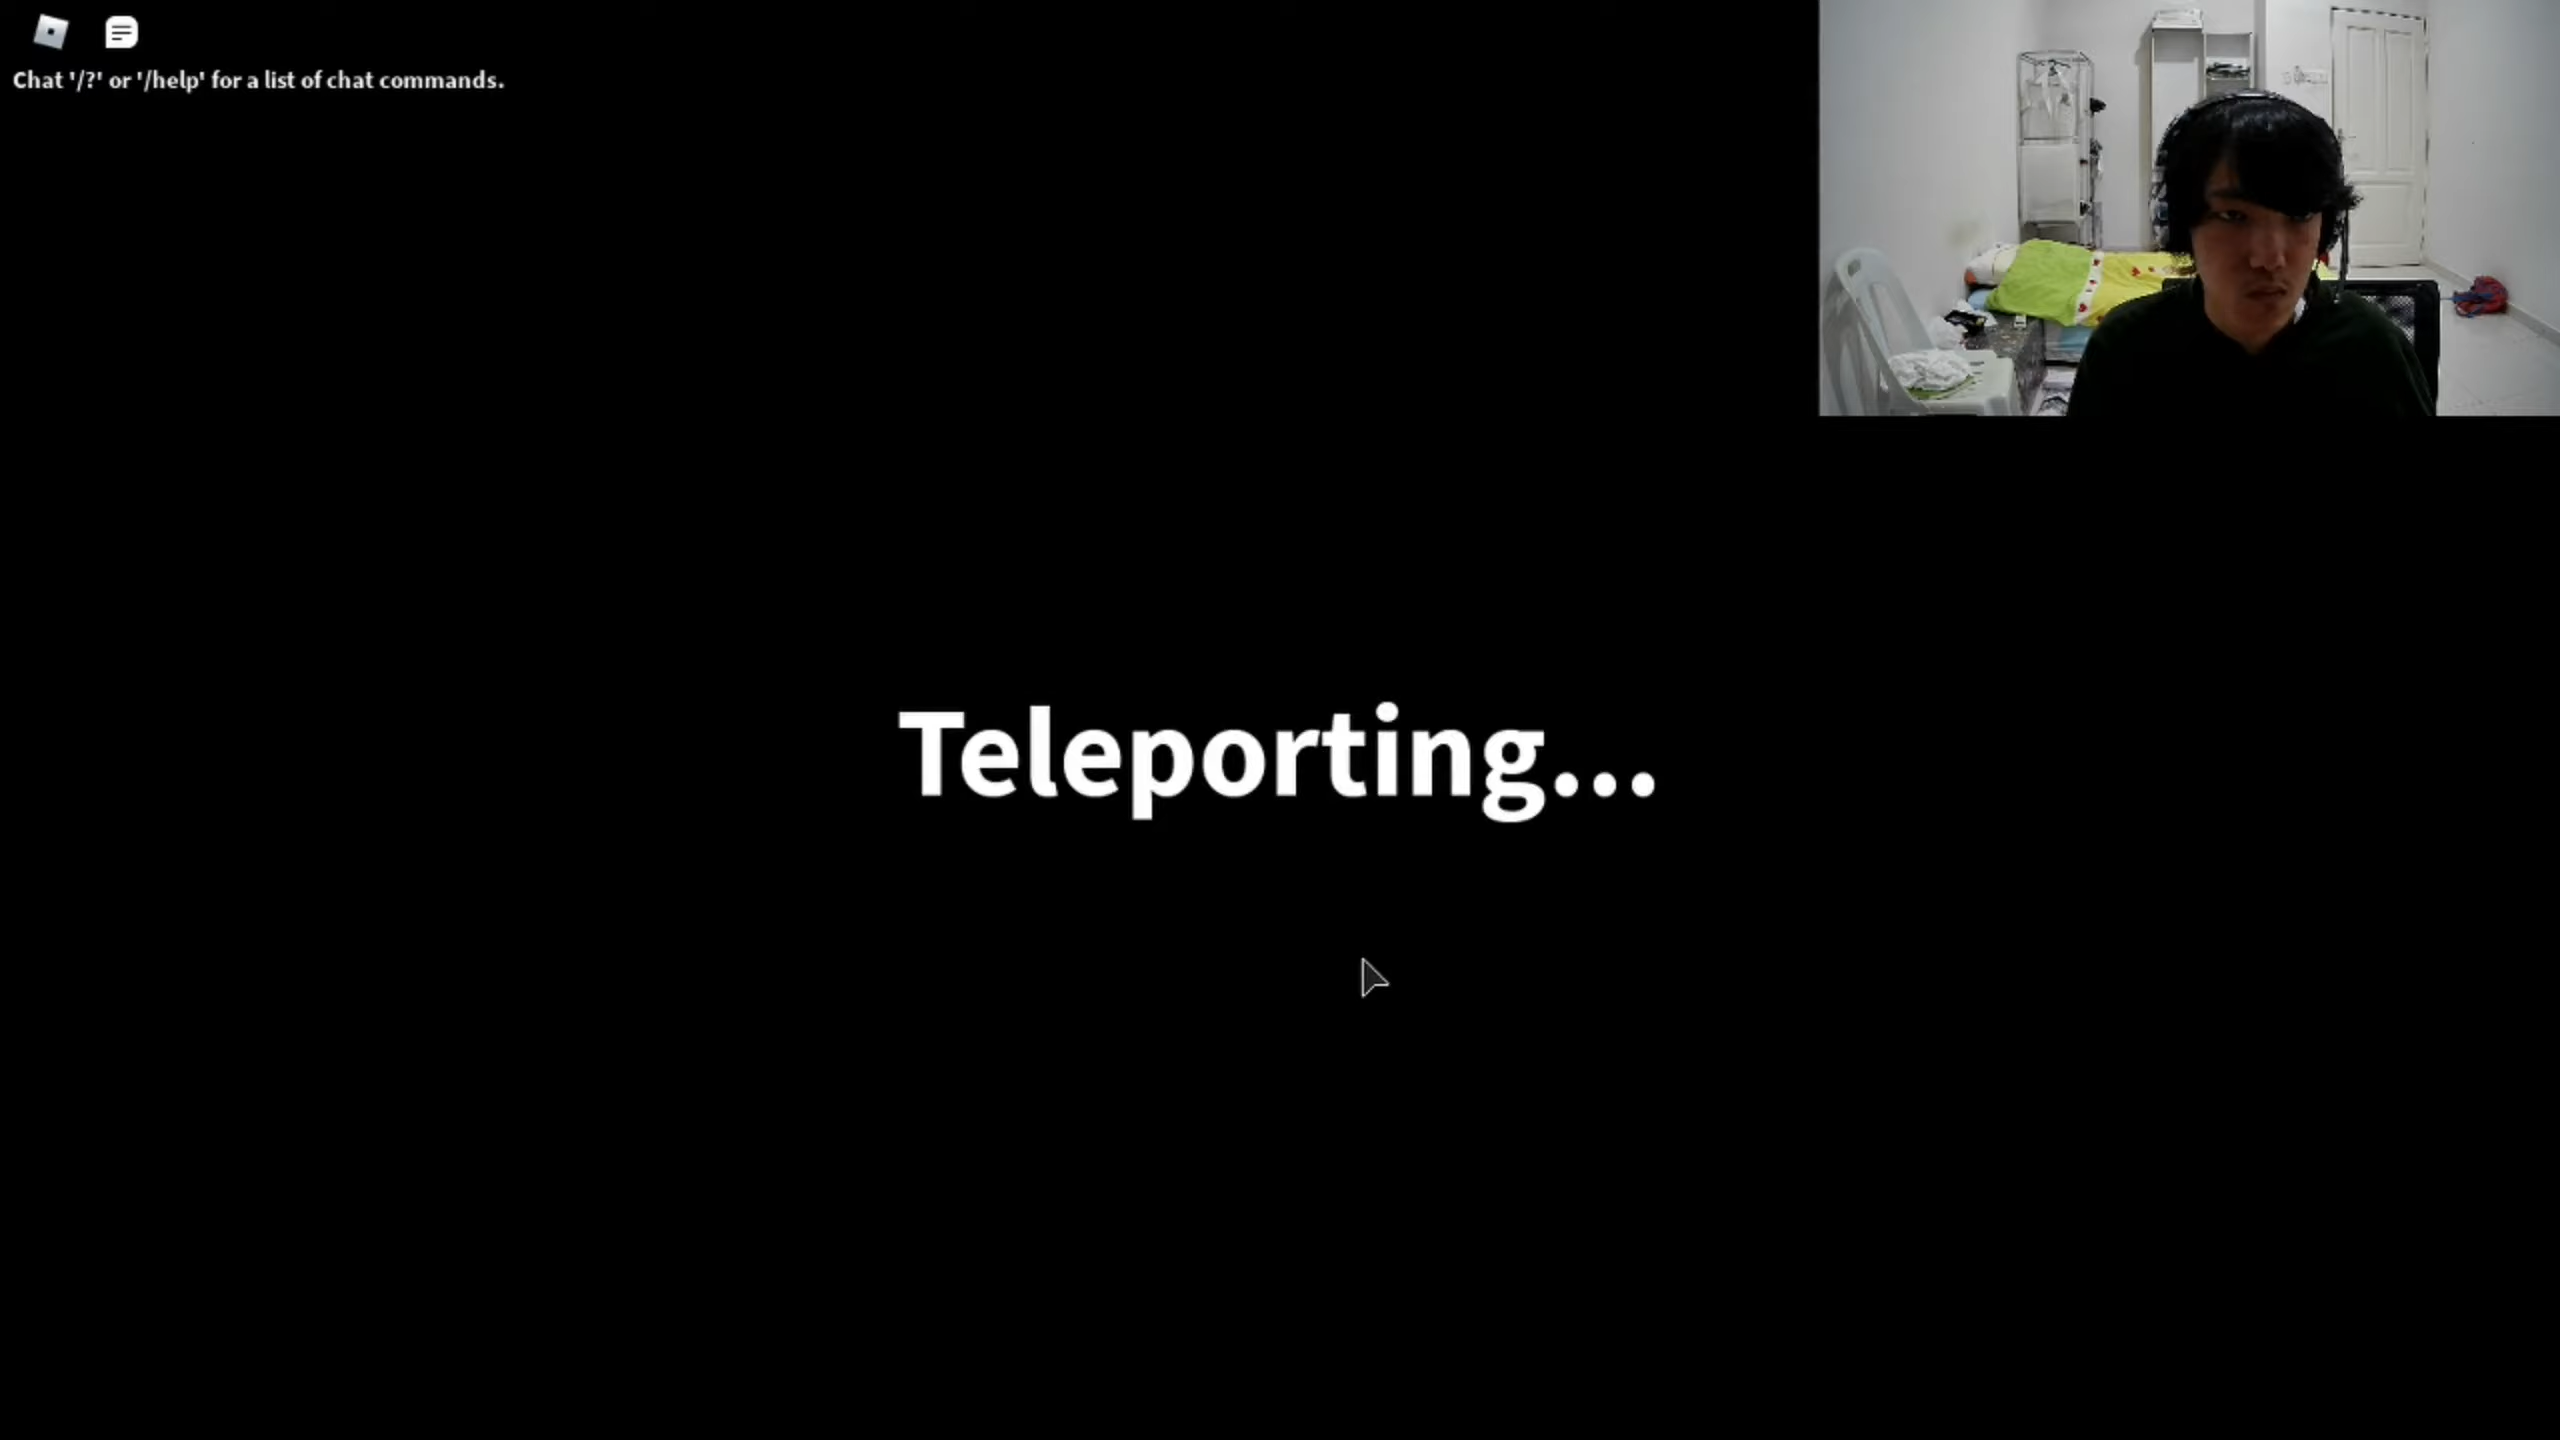 Chat '/?' or '/help' for a list of chat commands.
Teleporting...